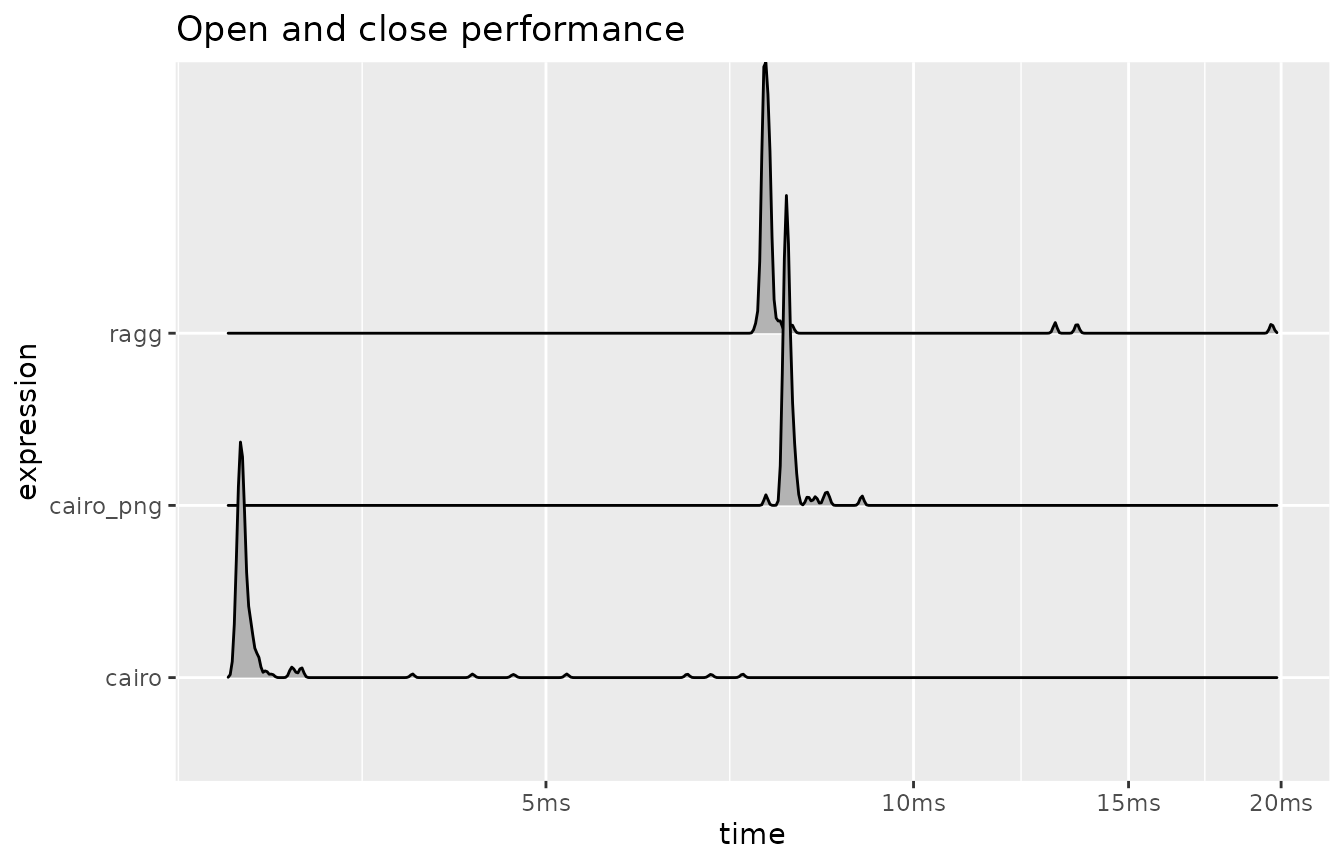 Open and close performance
expression
ragg
cairo_png
cairo
5ms 10ms 15ms 20ms
time